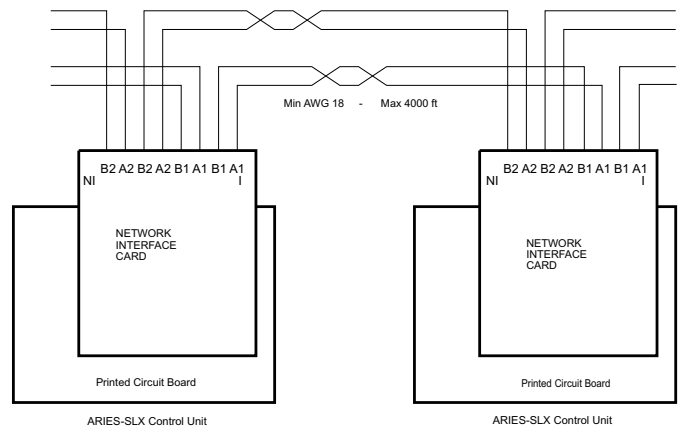 Min AWG 18 - Max 4000 ft
B2 A2 B2 A2 B1 A1 B1 A1
NI I
NETWORK
INTERFACE
CARD
Printed Circuit Board
ARIES-SLX Control Unit
B2 A2 B2 A2 B1 A1 B1 A1
NI I
NETWORK
INTERFACE
CARD
Printed Circuit Board
ARIES-SLX Control Unit